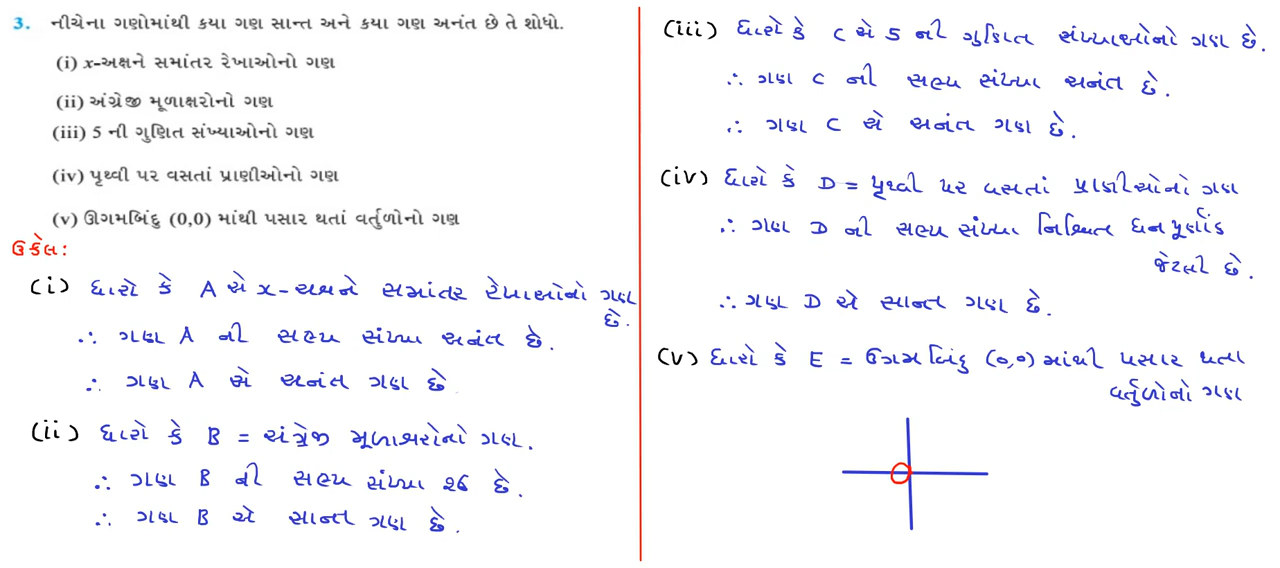 3. નીચેના ગણોમાંથી કયા ગણ સાન્ત અને કયા ગણ અનંત છે તે શોધો.
(i) x-અક્ષને સમાંતર રેખાઓનો ગણ
(ii) અંગ્રેજી મૂળાક્ષરોનો ગણ
(iii) 5 ની ગુણિત સંખ્યાઓનો ગણ
(iv) પૃથ્વી પર વસતાં પ્રાણીઓનો ગણ
(v) ઊગમબિંદુ (0,0) માંથી પસાર થતાં વર્તુળોનો ગણ
ઉકેલ:
(i) ધારો કે A એ x-અક્ષને સમાંતર રેખાઓનો ગણ
છે.
∴ ગણ A ની સભ્ય સંખ્યા અનંત છે.
∴ ગણ A એ અનંત ગણ છે.
(ii) ધારો કે B = અંગ્રેજી મૂળાક્ષરોનો ગણ.
∴ ગણ B ની સભ્ય સંખ્યા ૨૬ છે.
∴ ગણ B એ સાન્ત ગણ છે.
(iii) ધારો કે C એ 5 ની ગુણિત સંખ્યાઓનો ગણ છે.
∴ ગણ C ની સભ્ય સંખ્યા અનંત છે.
∴ ગણ C એ અનંત ગણ છે.
(iv) ધારો કે D = પૃથ્વી પર વસતાં પ્રાણીઓનો ગણ
∴ ગણ D ની સભ્ય સંખ્યા નિશ્ચિત ધન પૂર્ણાંક
જેટલી છે.
∴ ગણ D એ સાન્ત ગણ છે.
(v) ધારો કે E = ઉગમબિંદુ (0,0) માંથી પસાર થતા
વર્તુળોનો ગણ